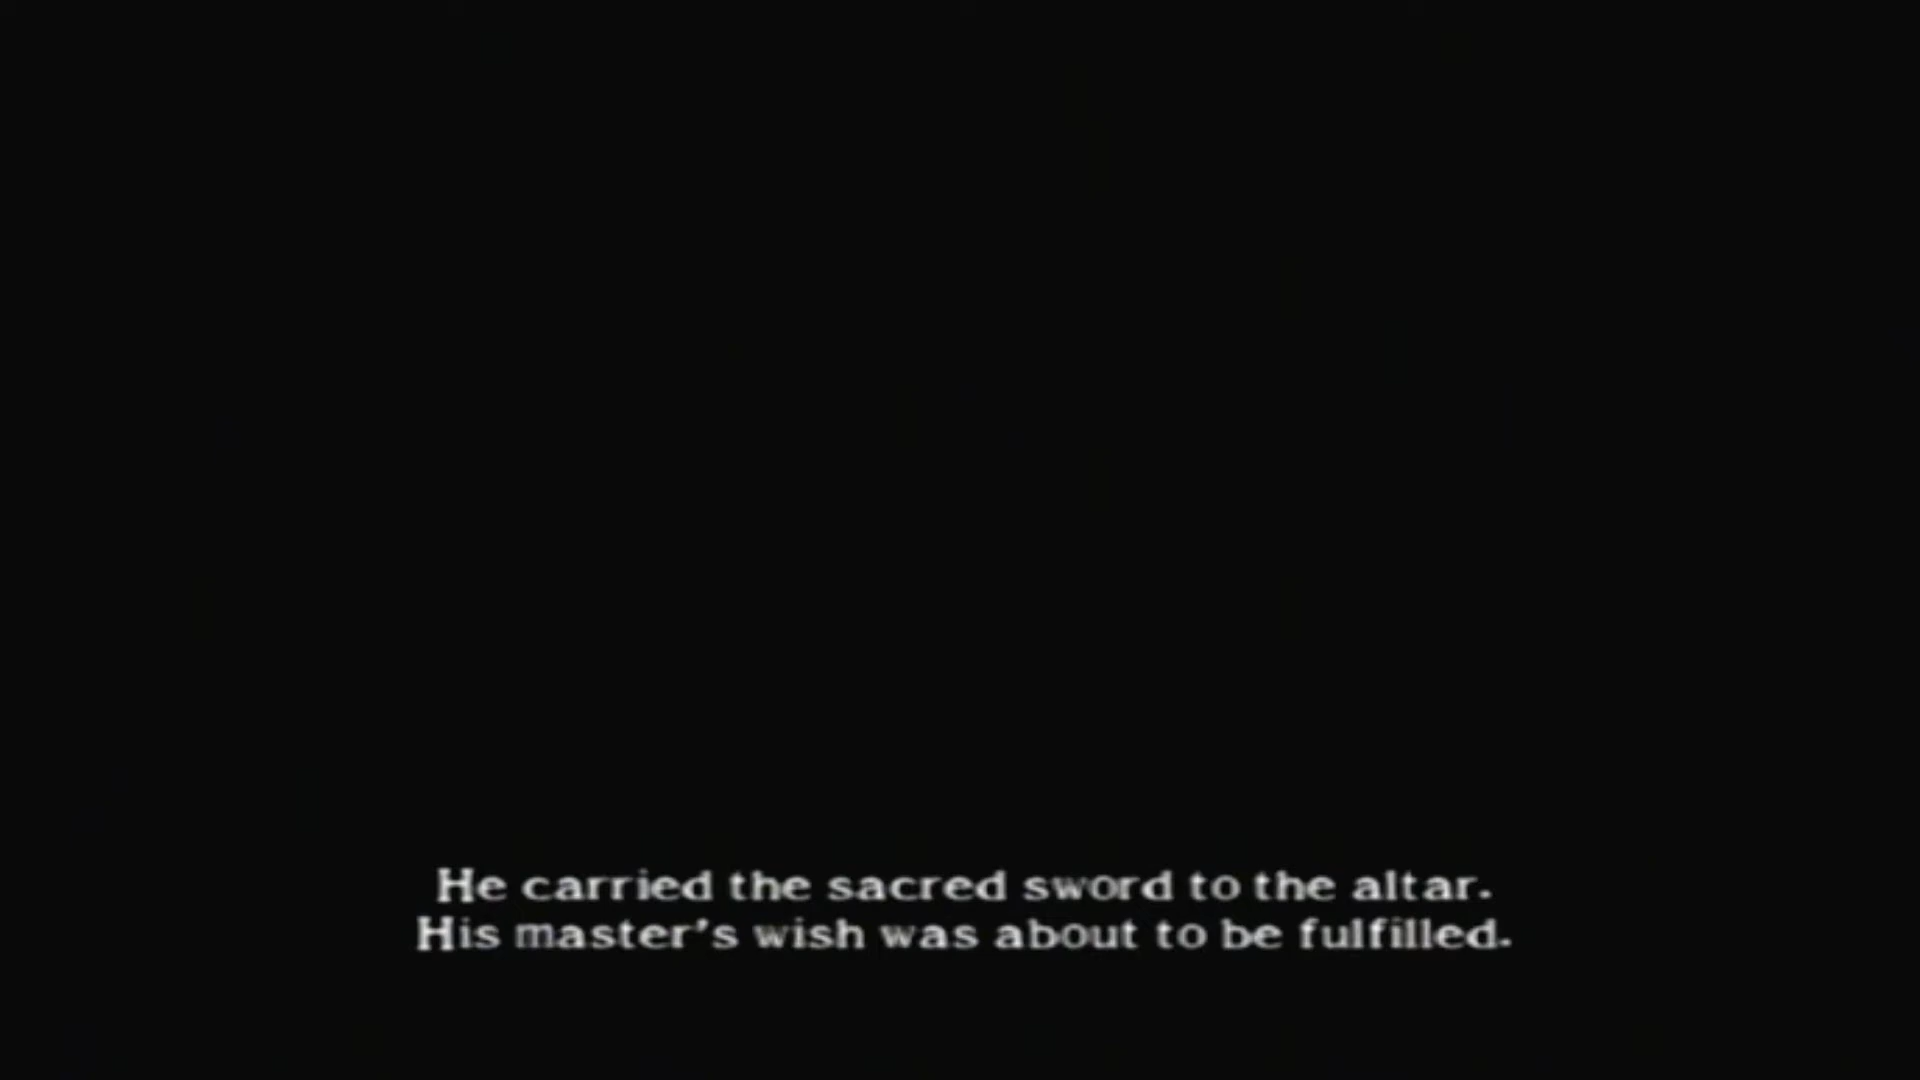 He carried the sacred sword to the altar.
His master's wish was about to be fulfilled.